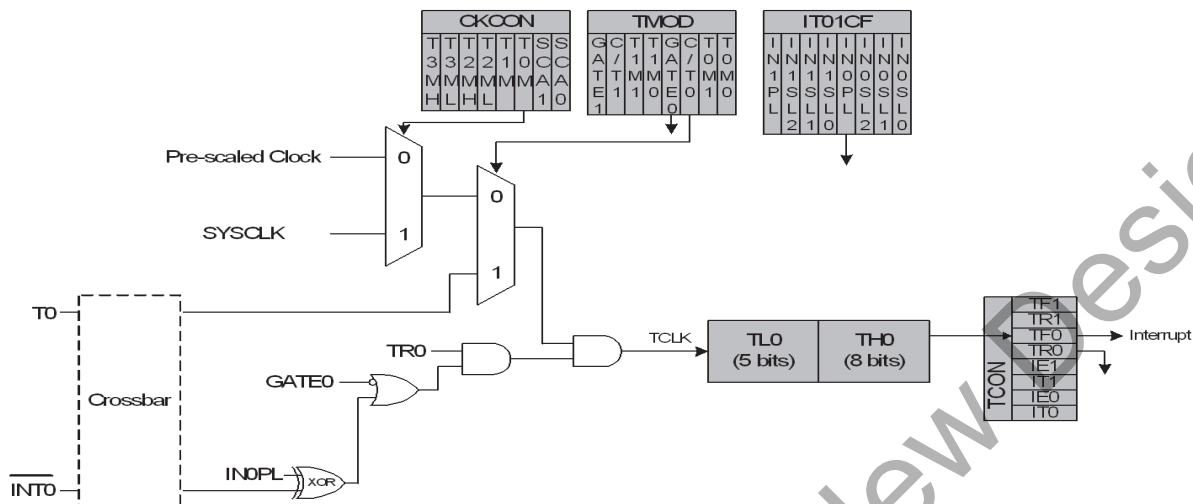 CKCON
TMOD
IT01CF
T3MH
T3ML
T2MH
T2ML
T1M
T0M
SCA1
SCA0
GATE1
C/T1
T1M1
T1M0
GATE0
C/T0
T0M1
T0M0
IN1PL
IN1SL2
IN1SL1
IN1SL0
IN0PL
IN0SL2
IN0SL1
IN0SL0
Pre-scaled Clock
0
SYSCLK
1
0
1
T0
Crossbar
INT0
TR0
GATE0
IN0PL
XOR
TCLK
TL0
(5 bits)
TH0
(8 bits)
TCON
TF1
TR1
TF0
TR0
IE1
IT1
IE0
IT0
Interrupt
New Desig